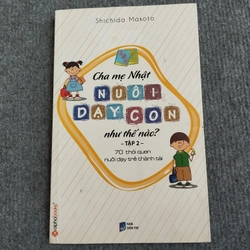 Shichida Makoto
Cha mẹ Nhật
NUÔI
DẠY CON
như thế nào?
- TẬP 2 -
70 thói quen
nuôi dạy trẻ thành tài
alphabooks